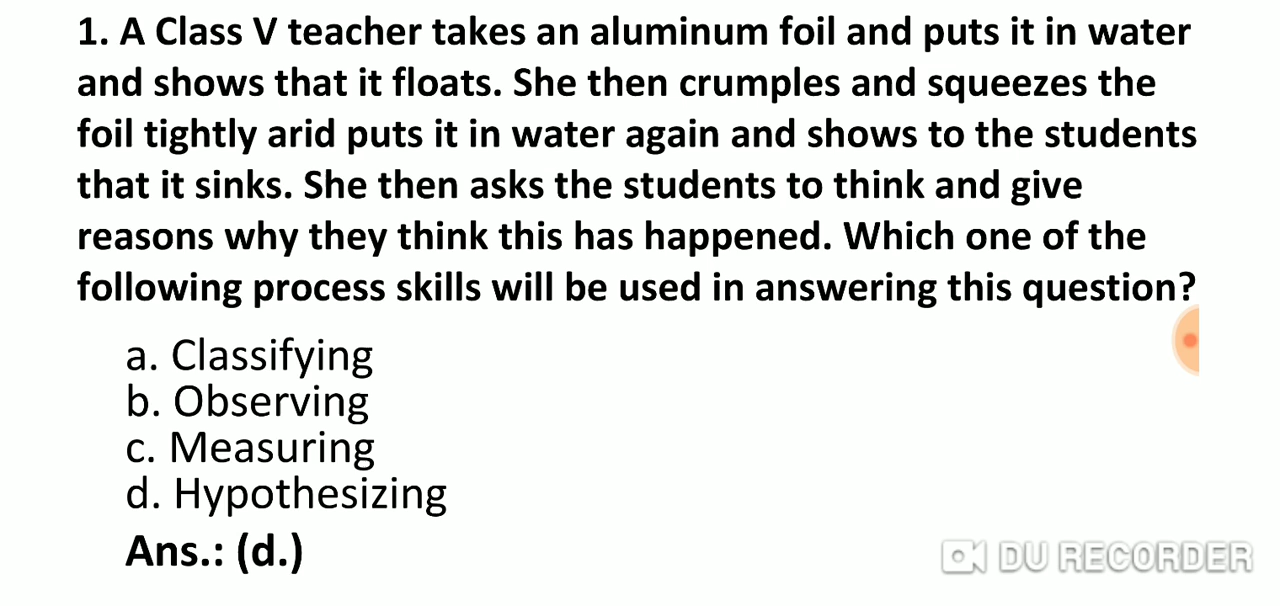 1. A Class V teacher takes an aluminum foil and puts it in water
and shows that it floats. She then crumples and squeezes the
foil tightly arid puts it in water again and shows to the students
that it sinks. She then asks the students to think and give
reasons why they think this has happened. Which one of the
following process skills will be used in answering this question?
a. Classifying
b. Observing
c. Measuring
d. Hypothesizing
Ans.: (d.)
DU RECORDER